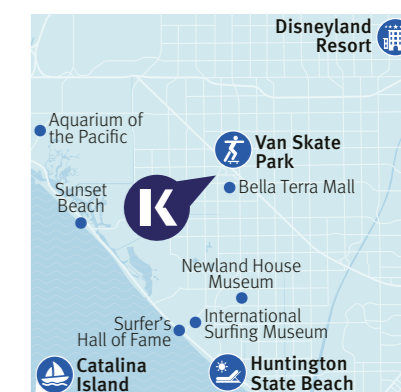 Disneyland
Resort
Aquarium of
the Pacific
Van Skate
Park
Bella Terra Mall
Sunset
Beach
K
Newland House
Museum
International
Surfing Museum
Surfer's
Hall of Fame
Catalina
Island
Huntington
State Beach